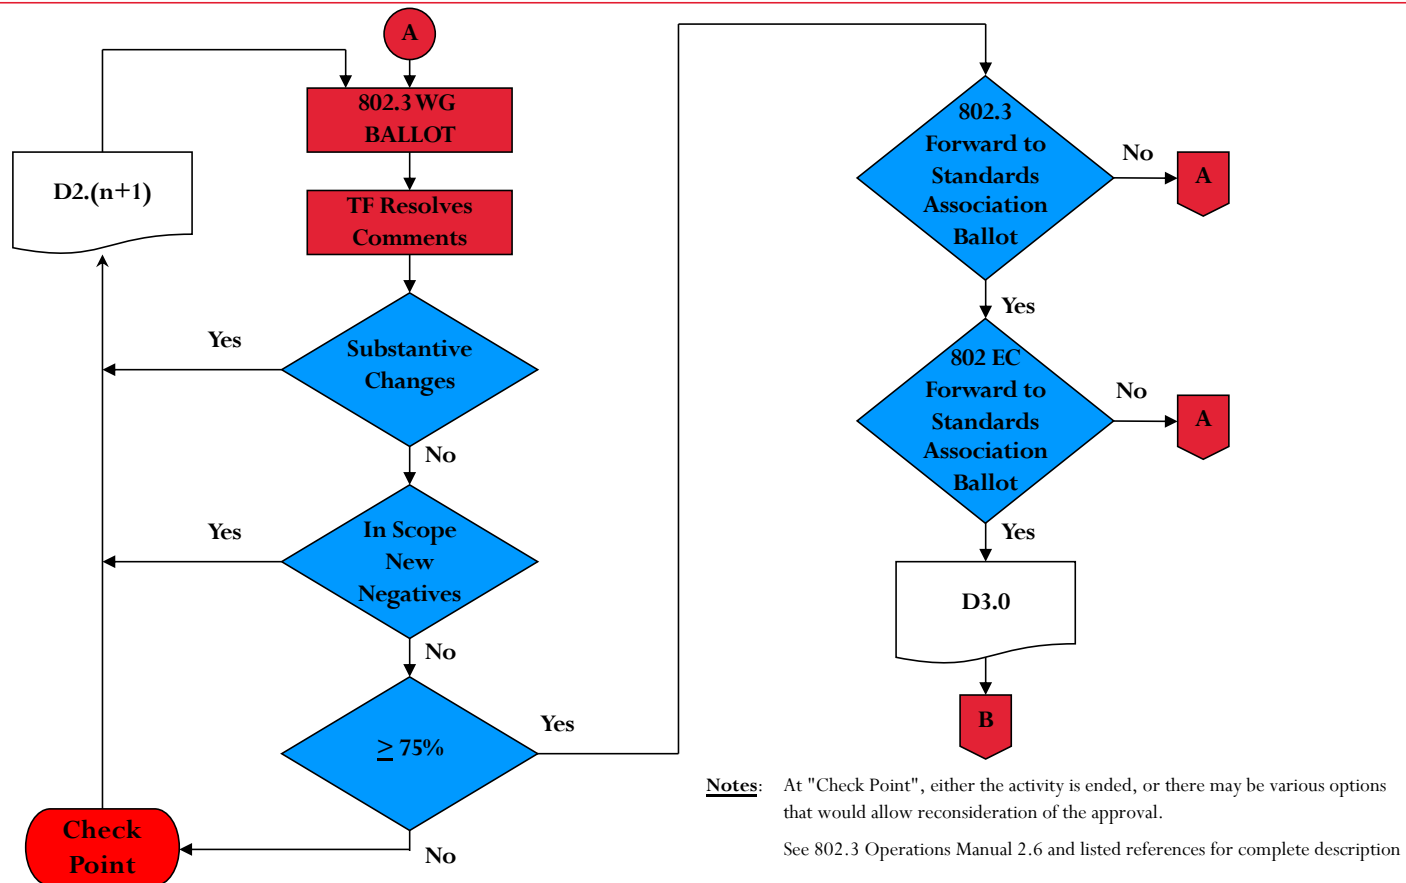 A
802.3 WG
BALLOT
D2.(n+1)
TF Resolves
Comments
Yes
Substantive
Changes
No
Yes
In Scope
New
Negatives
No
≥ 75%
Yes
No
Check
Point
802.3
Forward to
Standards
Association
Ballot
No
A
Yes
802 EC
Forward to
Standards
Association
Ballot
No
A
Yes
D3.0
B
Notes: At "Check Point", either the activity is ended, or there may be various options
that would allow reconsideration of the approval.
See 802.3 Operations Manual 2.6 and listed references for complete description